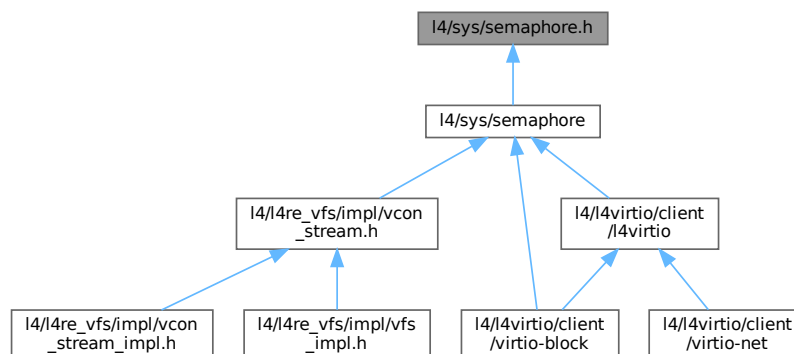 l4/sys/semaphore.h
l4/sys/semaphore
l4/l4re_vfs/impl/vcon
_stream.h
l4/l4virtio/client
/l4virtio
l4/l4re_vfs/impl/vcon
_stream_impl.h
l4/l4re_vfs/impl/vfs
_impl.h
l4/l4virtio/client
/virtio-block
l4/l4virtio/client
/virtio-net